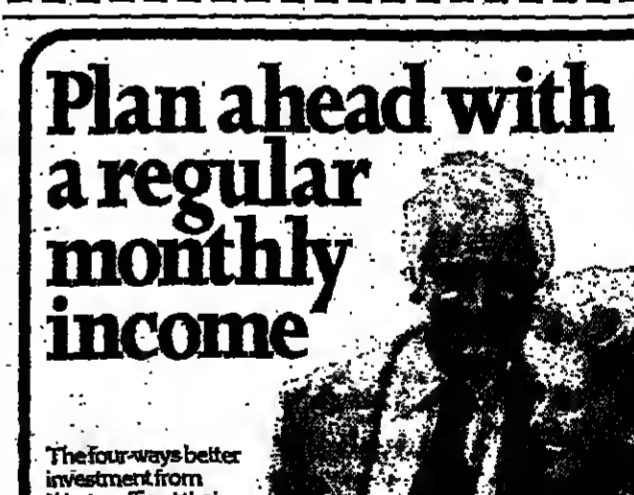 Plan ahead with
a regular
monthly
income
The four-ways better
investment from